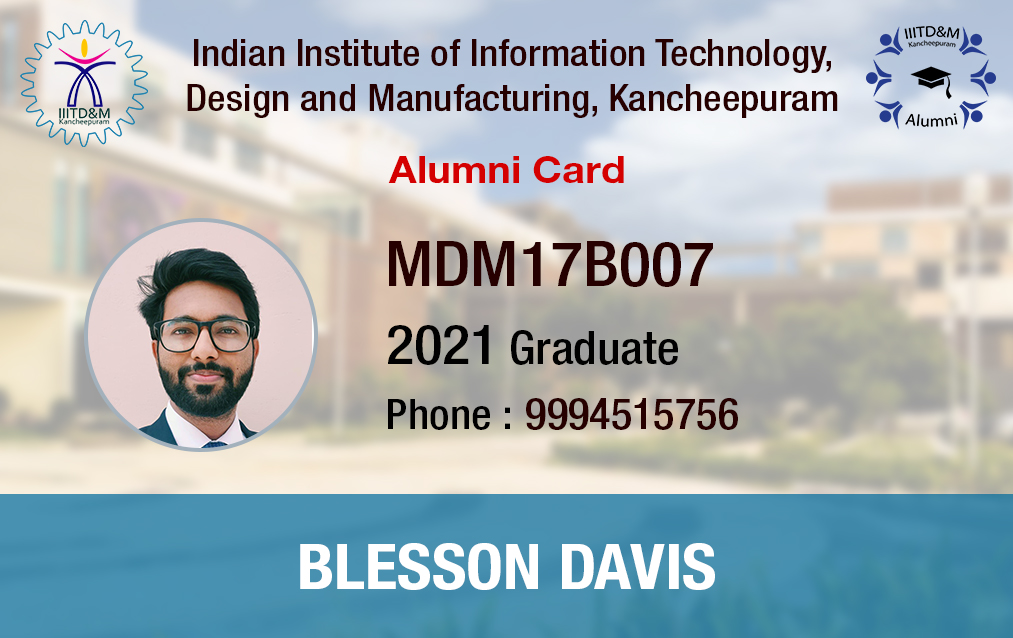 Indian Institute of Information Technology,
Design and Manufacturing, Kancheepuram
IIITD&M
Kancheepuram
IIITD&M
Kancheepuram
Alumni
Alumni Card
MDM17B007
2021 Graduate
Phone : 9994515756
BLESSON DAVIS